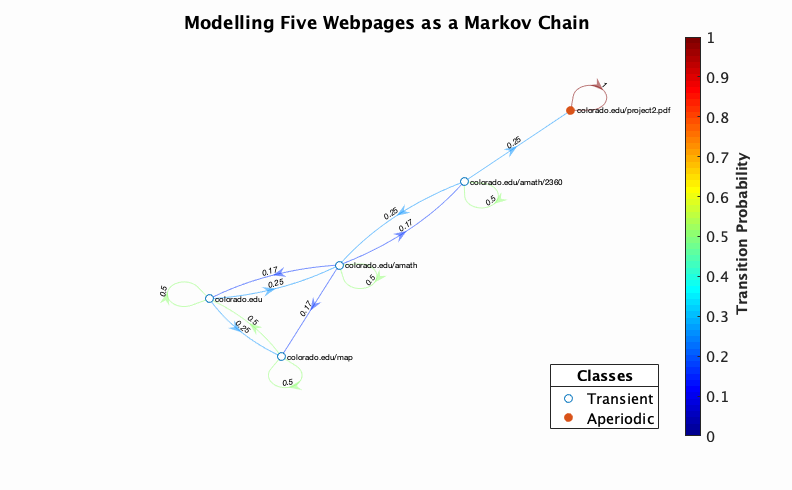 Modelling Five Webpages as a Markov Chain
1
colorado.edu/project2.pdf
0.25
colorado.edu/amath/2360
0.5
0.25
0.17
colorado.edu/amath
0.5
0.17
0.25
0.5
colorado.edu
0.17
0.5
0.25
colorado.edu/map
0.5
Classes
Transient
Aperiodic
1
0.9
0.8
0.7
0.6
0.5
0.4
0.3
0.2
0.1
0
Transition Probability